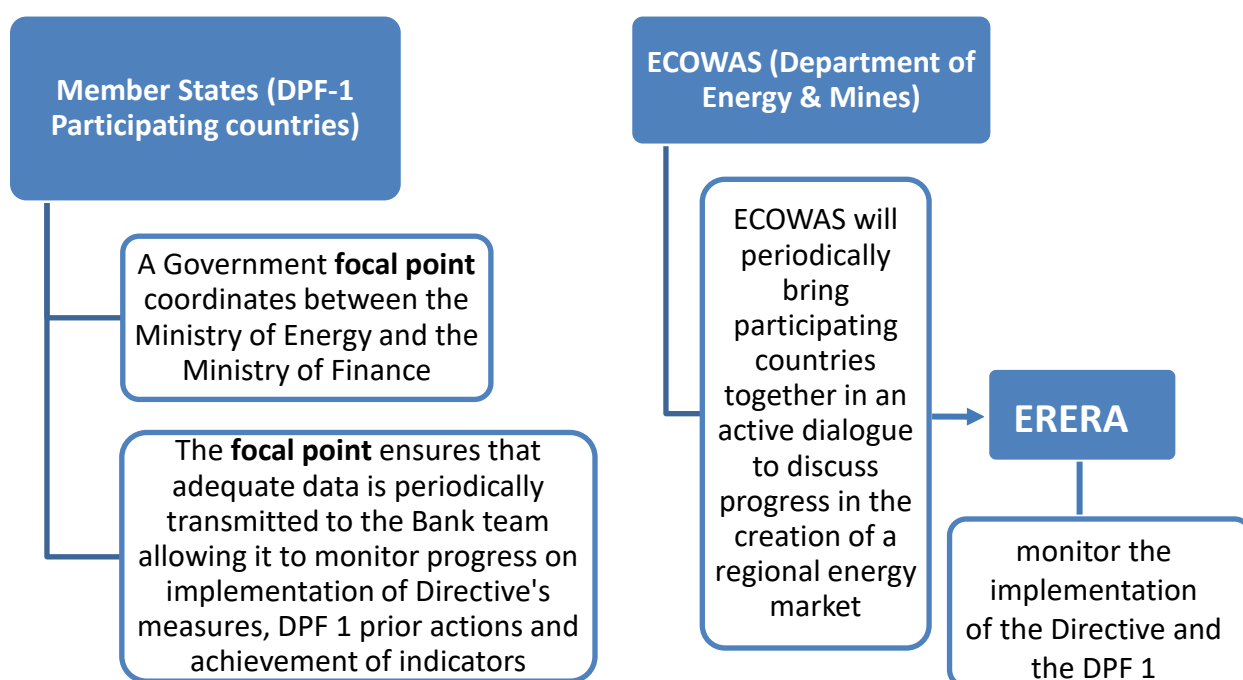 Member States (DPF-1
Participating countries)
A Government focal point
coordinates between the
Ministry of Energy and the
Ministry of Finance
The focal point ensures that
adequate data is periodically
transmitted to the Bank team
allowing it to monitor progress on
implementation of Directive's
measures, DPF 1 prior actions and
achievement of indicators
ECOWAS (Department of
Energy & Mines)
ECOWAS will
periodically
bring
participating
countries
together in an
active dialogue
to discuss
progress in the
creation of a
regional energy
market
ERERA
monitor the
implementation
of the Directive and
the DPF 1